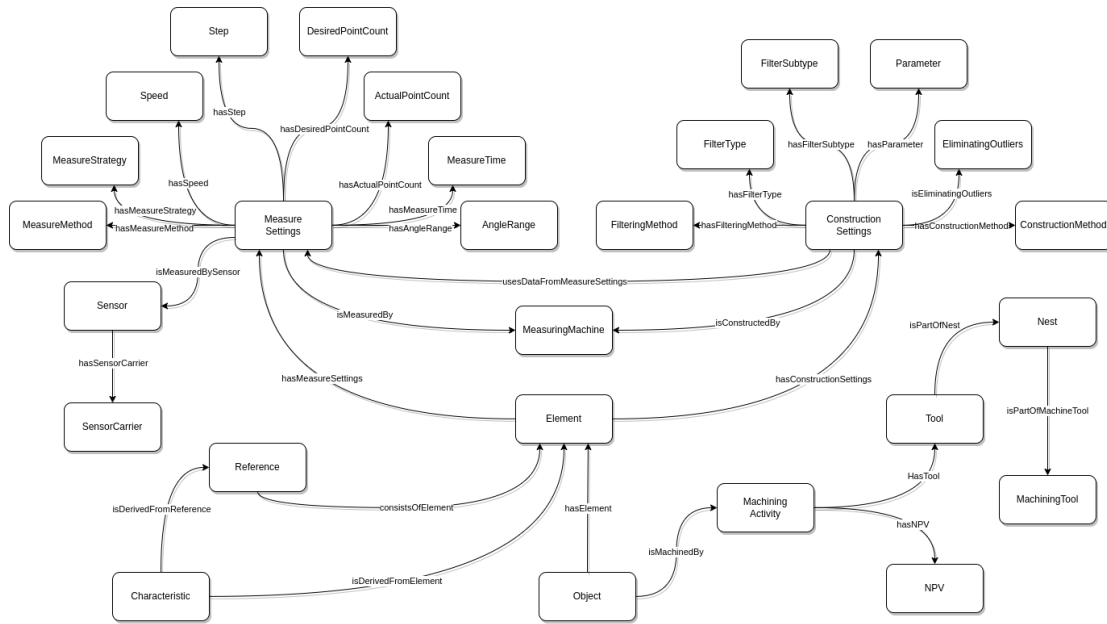 Step
DesiredPointCount
FilterSubtype
Parameter
Speed
ActualPointCount
hasStep
hasDesiredPointCount
FilterType
hasFilterSubtype
hasParameter
EliminatingOutliers
MeasureStrategy
MeasureTime
hasSpeed
hasActualPointCount
hasFilterType
isEliminatingOutliers
hasMeasureStrategy
hasMeasureTime
MeasureMethod
hasMeasureMethod
Measure
Settings
hasAngleRange
AngleRange
FilteringMethod
hasFilteringMethod
Construction
Settings
hasConstructionMethod
ConstructionMethod
isMeasuredBySensor
usesDataFromMeasureSettings
Sensor
isMeasuredBy
MeasuringMachine
isConstructedBy
isPartOfNest
Nest
hasSensorCarrier
hasMeasureSettings
hasConstructionSettings
isPartOfMachineTool
SensorCarrier
Element
Tool
Reference
HasTool
isDerivedFromReference
consistsOfElement
hasElement
Machining
Activity
MachiningTool
hasNPV
isMachinedBy
isDerivedFromElement
Characteristic
Object
NPV